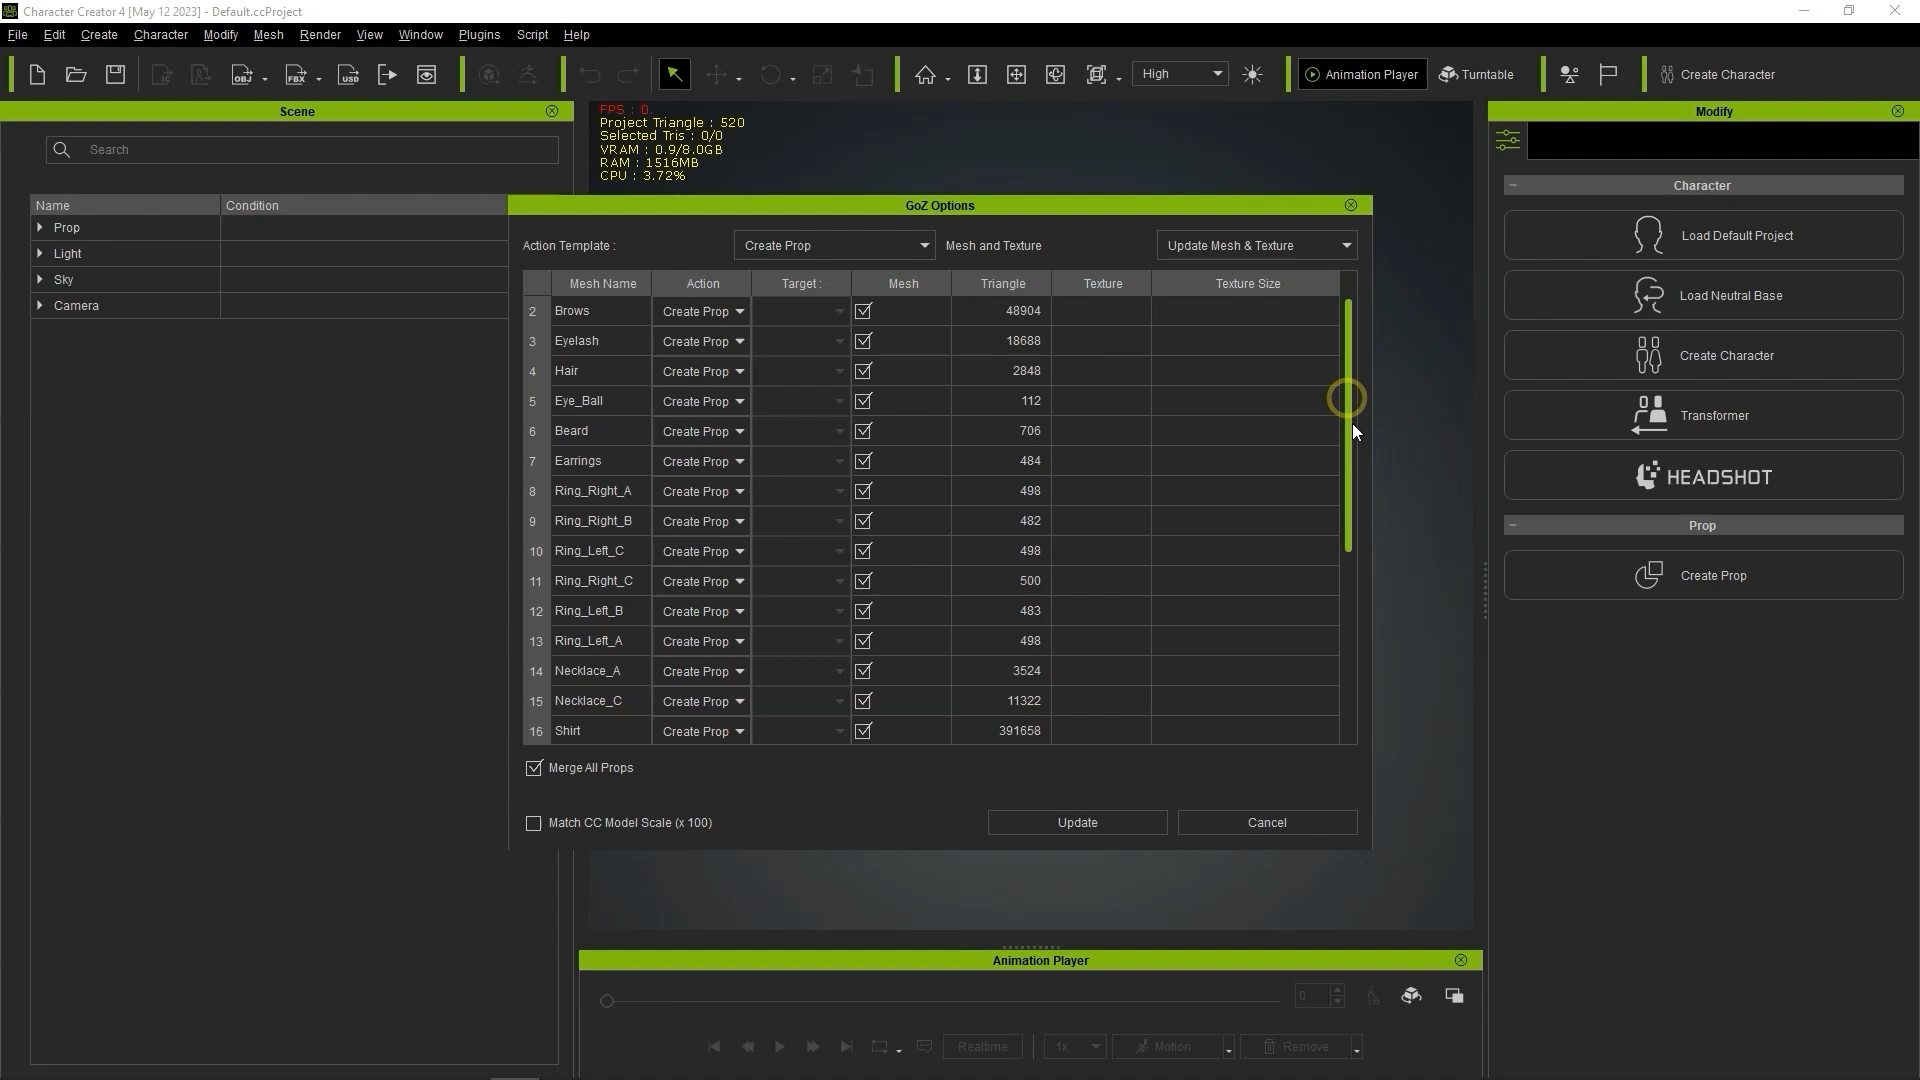 Character Creator 4 [May 12 2023] - Default.ccProject
File Edit Create Character Modify Mesh Render View Window Plugins Script Help
OBJ FBX USD High Animation Player Turntable Create Character
Scene
Search
Name Condition
Prop
Light
Sky
Camera
FPS : 0.
Project Triangle : 520
Selected Tris : 0/0
VRAM : 0.9/8.0GB
RAM : 1516MB
CPU : 3.72%
GoZ Options
Action Template : Create Prop Mesh and Texture Update Mesh & Texture
Mesh Name Action Target : Mesh Triangle Texture Texture Size
2 Brows Create Prop 48904
3 Eyelash Create Prop 18688
4 Hair Create Prop 2848
5 Eye_Ball Create Prop 112
6 Beard Create Prop 706
7 Earrings Create Prop 484
8 Ring_Right_A Create Prop 498
9 Ring_Right_B Create Prop 482
10 Ring_Left_C Create Prop 498
11 Ring_Right_C Create Prop 500
12 Ring_Left_B Create Prop 483
13 Ring_Left_A Create Prop 498
14 Necklace_A Create Prop 3524
15 Necklace_C Create Prop 11322
16 Shirt Create Prop 391658
Merge All Props
Match CC Model Scale (x 100) Update Cancel
Modify
Character
Load Default Project
Load Neutral Base
Create Character
Transformer
HEADSHOT
Prop
Create Prop
Animation Player
0
Realtime 1x Motion Remove